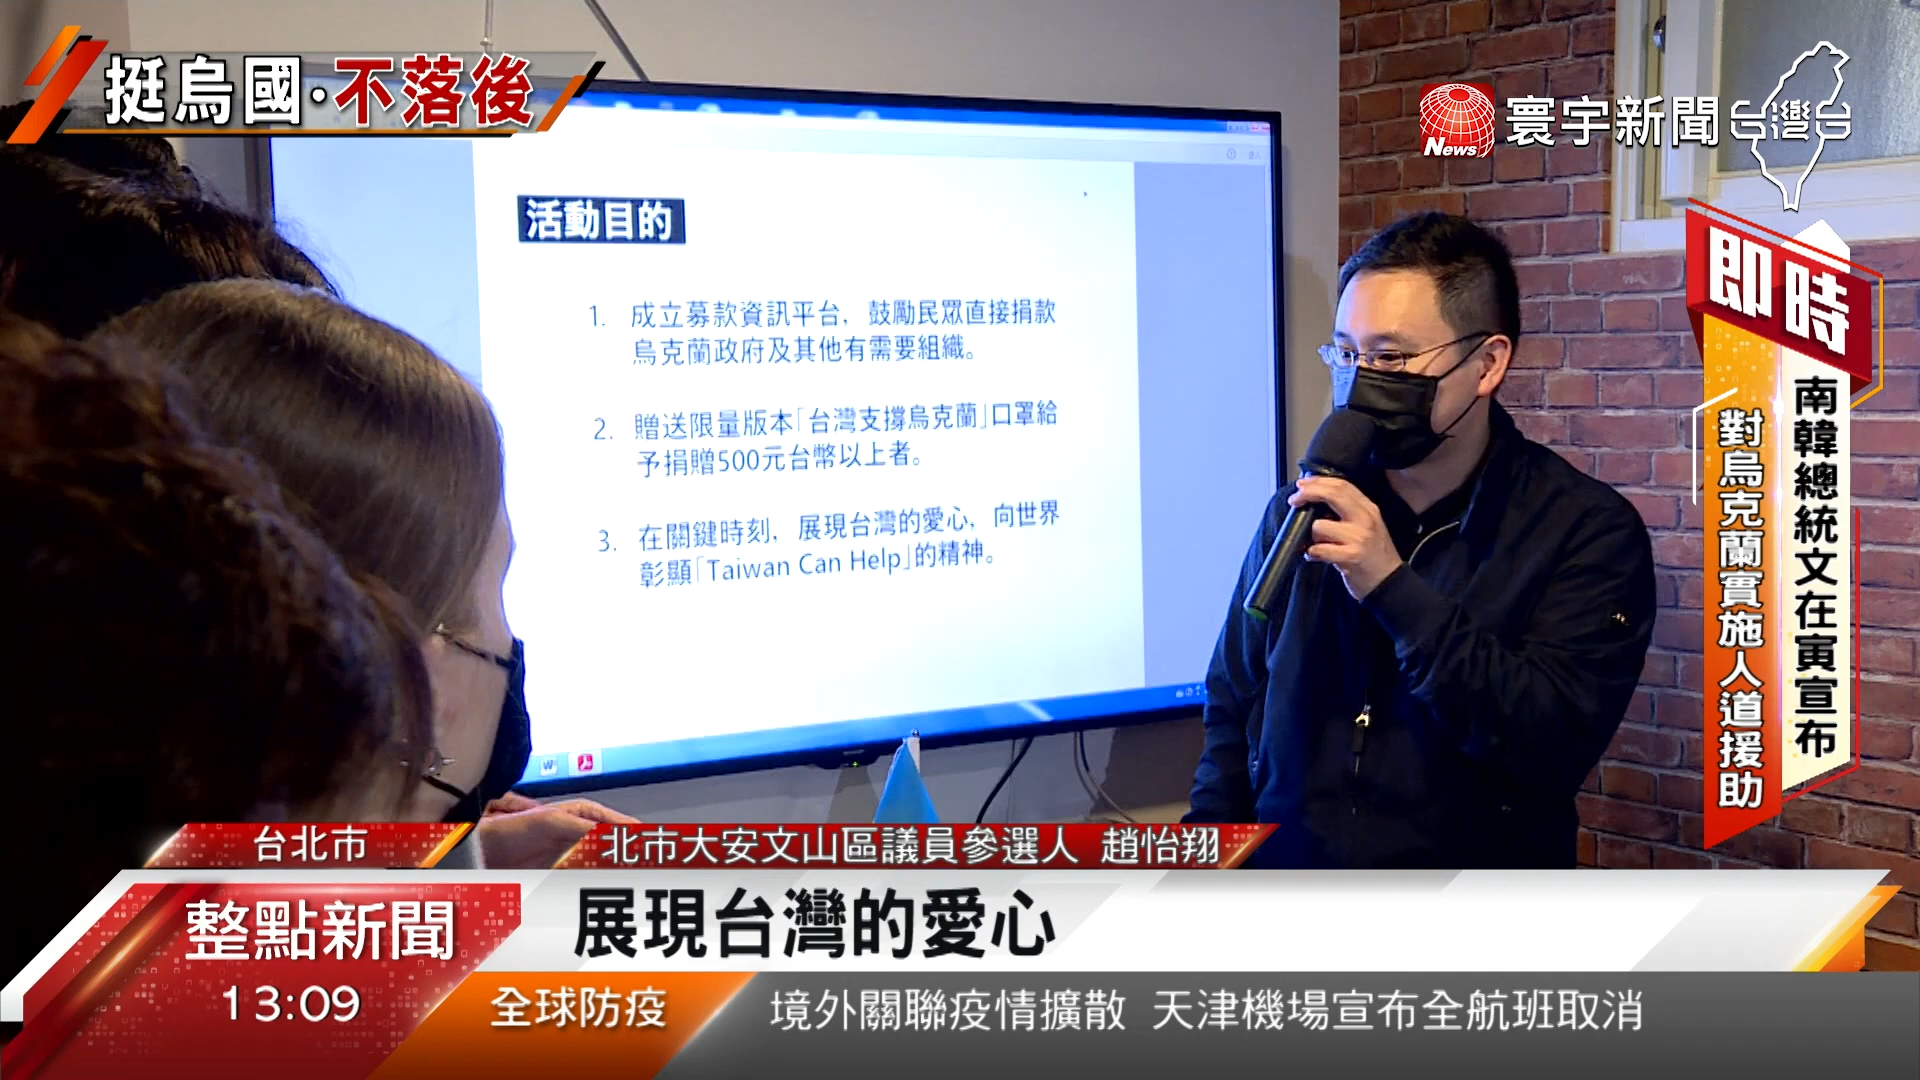 挺烏國·不落後
News
寰宇新聞
台灣台
即時
南韓總統文在寅宣布
對烏克蘭實施人道援助
活動目的
1. 成立募款資訊平台，鼓勵民眾直接捐款
烏克蘭政府及其他有需要組織。
2. 贈送限量版本「台灣支撐烏克蘭」口罩給
予捐贈500元台幣以上者。
3. 在關鍵時刻，展現台灣的愛心，向世界
彰顯「Taiwan Can Help」的精神。
台北市
北市大安文山區議員參選人 趙怡翔
整點新聞
展現台灣的愛心
13:09
全球防疫
境外關聯疫情擴散 天津機場宣布全航班取消